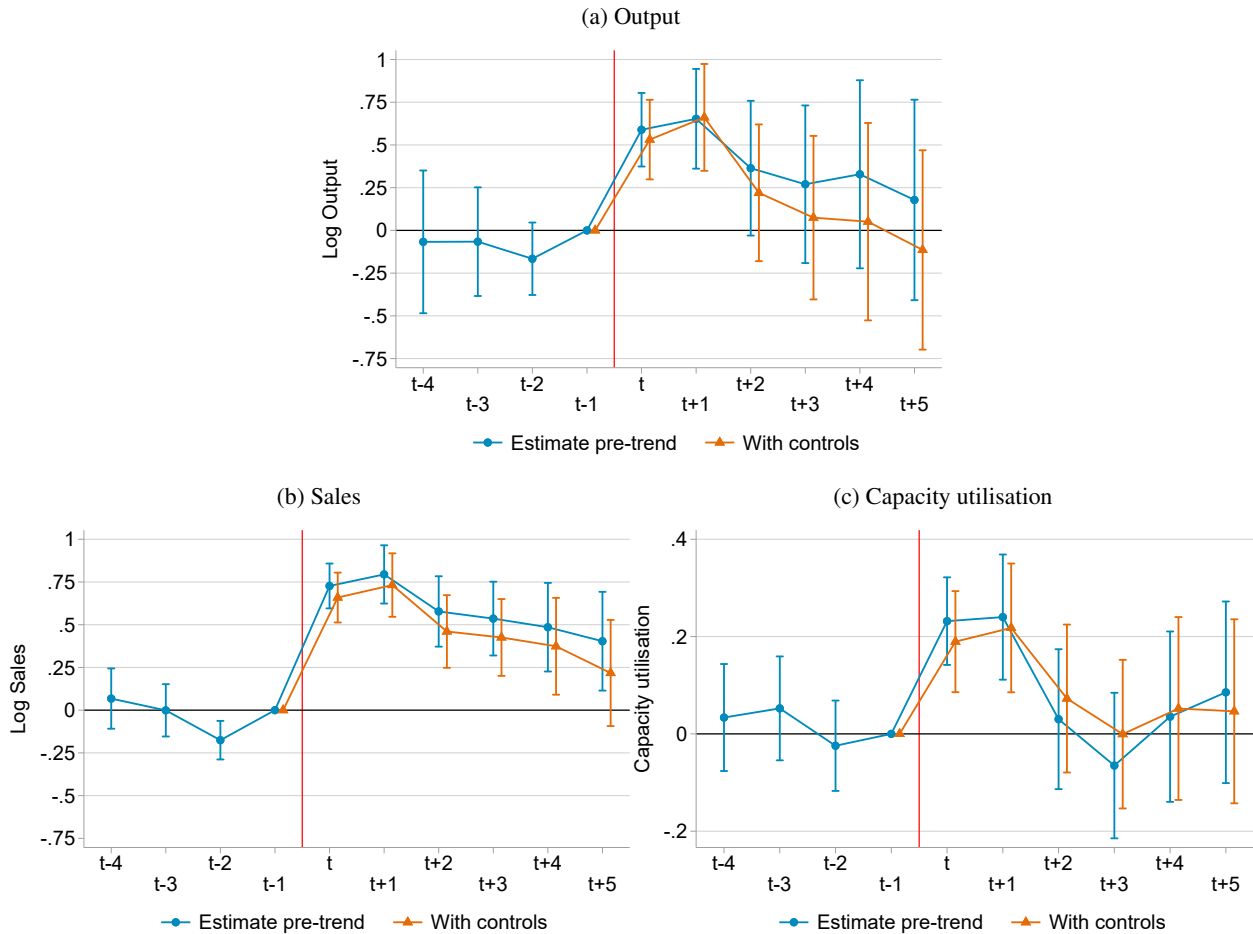 (a) Output
1
.75
.5
.25
0
-.25
-.5
-.75
Log Output
t-4 t-2 t t+2 t+4
t-3 t-1 t+1 t+3 t+5
Estimate pre-trend With controls
(b) Sales
1
.75
.5
.25
0
-.25
-.5
-.75
Log Sales
t-4 t-2 t t+2 t+4
t-3 t-1 t+1 t+3 t+5
Estimate pre-trend With controls
(c) Capacity utilisation
.4
.2
0
-.2
Capacity utilisation
t-4 t-2 t t+2 t+4
t-3 t-1 t+1 t+3 t+5
Estimate pre-trend With controls